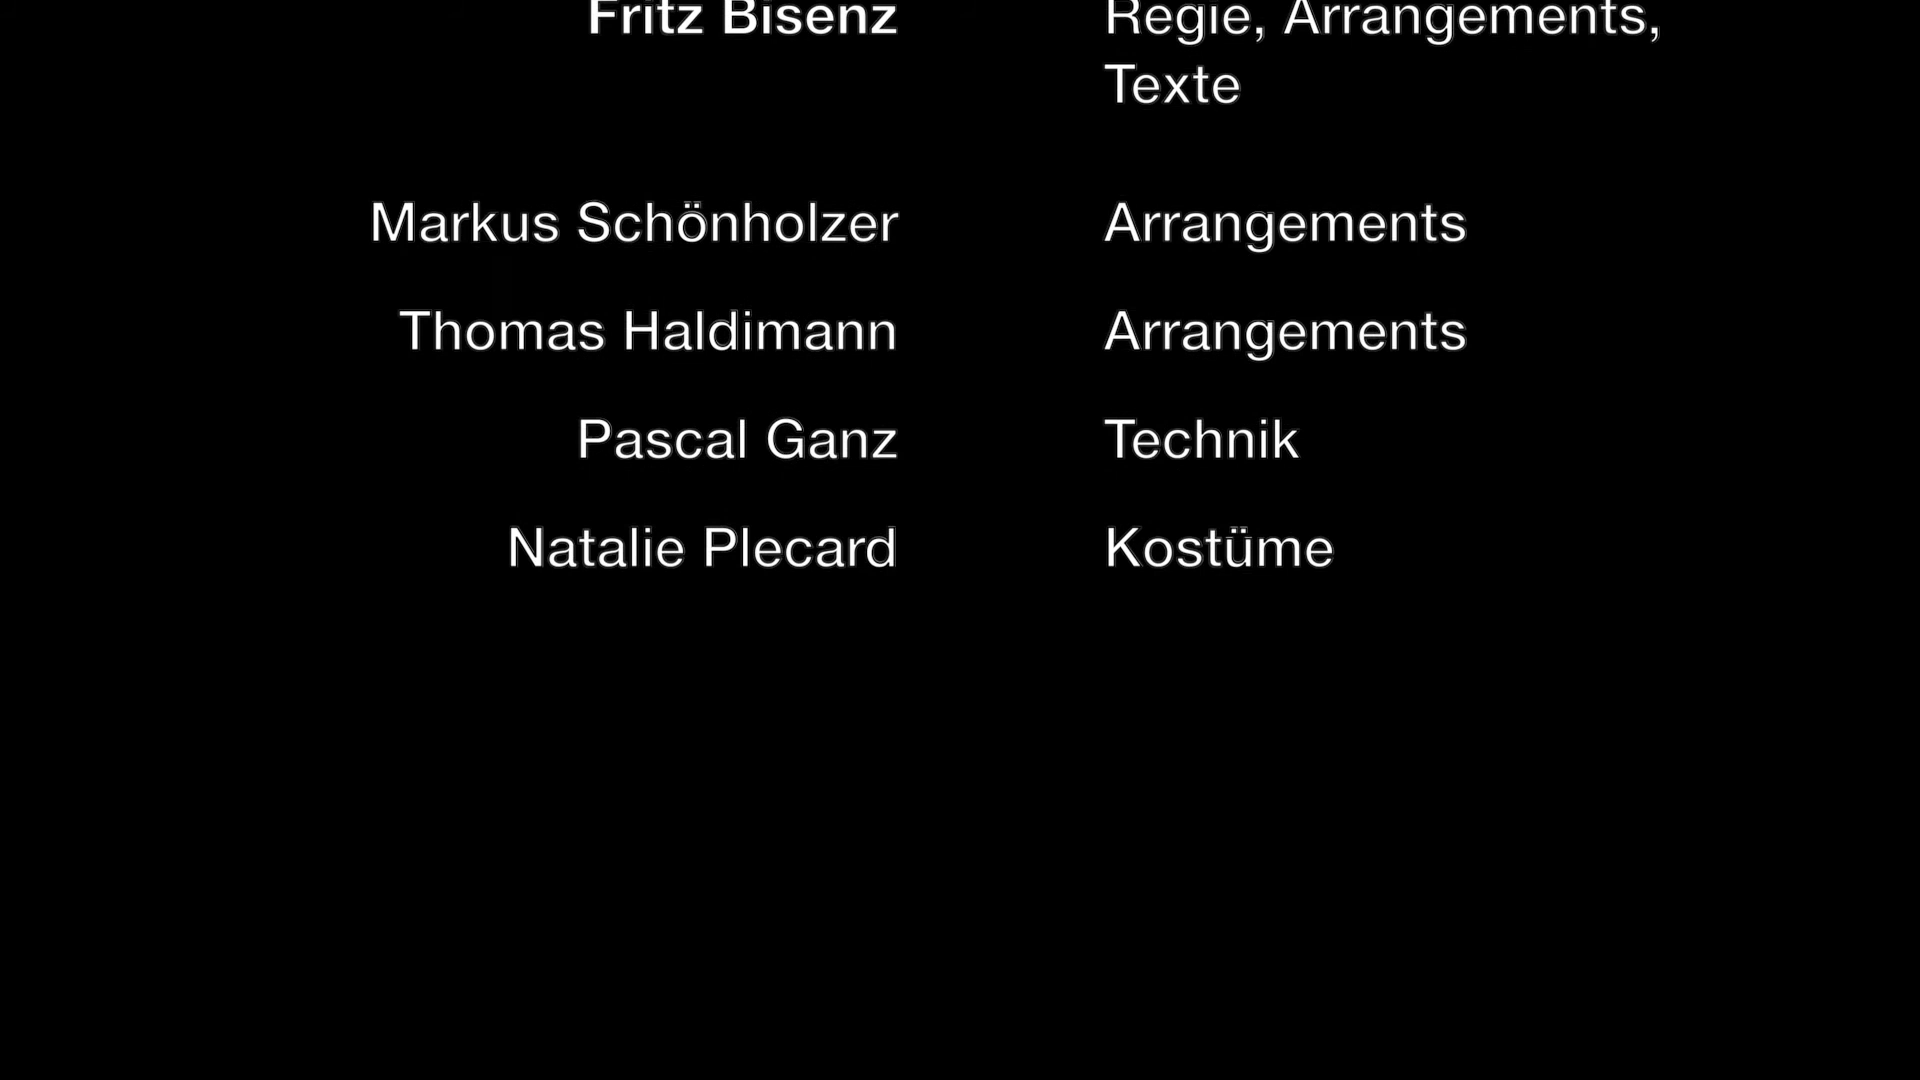 Fritz Bisenz Regie, Arrangements,
Texte
Markus Schönholzer Arrangements
Thomas Haldimann Arrangements
Pascal Ganz Technik
Natalie Plecard Kostüme